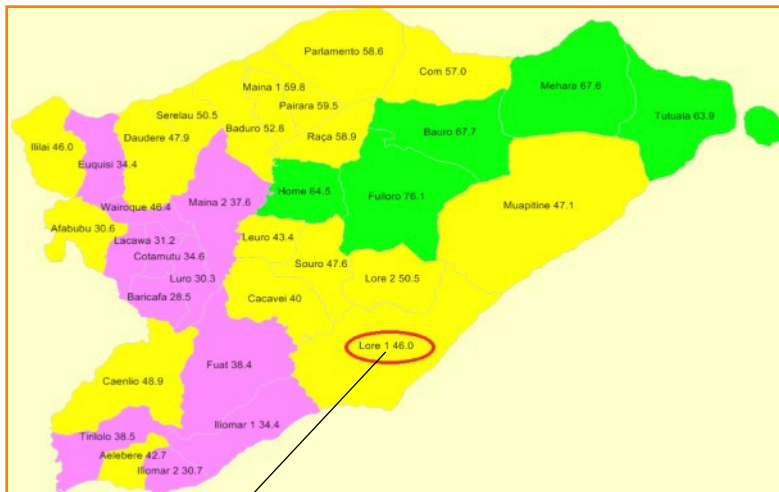 Parlamento 58.6
Com 57.0
Mehara 67.6
Tutuala 63.9
Maina 1 59.8
Pairara 59.5
Serelau 50.5
Baduro 52.8
Raça 58.9
Bauro 67.7
Daudere 47.9
Ililai 46.0
Euquisi 34.4
Home 64.5
Fulloro 76.1
Maina 2 37.6
Wairoque 46.4
Muapitine 47.1
Afabubu 30.6
Lacawa 31.2
Leuro 43.4
Cotamutu 34.6
Souro 47.6
Luro 30.3
Lore 2 50.5
Baricafa 28.5
Cacavei 40
Lore 1 46.0
Fuat 38.4
Caenlio 48.9
Iliomar 1 34.4
Tirilolo 38.5
Aelebere 42.7
Iliomar 2 30.7